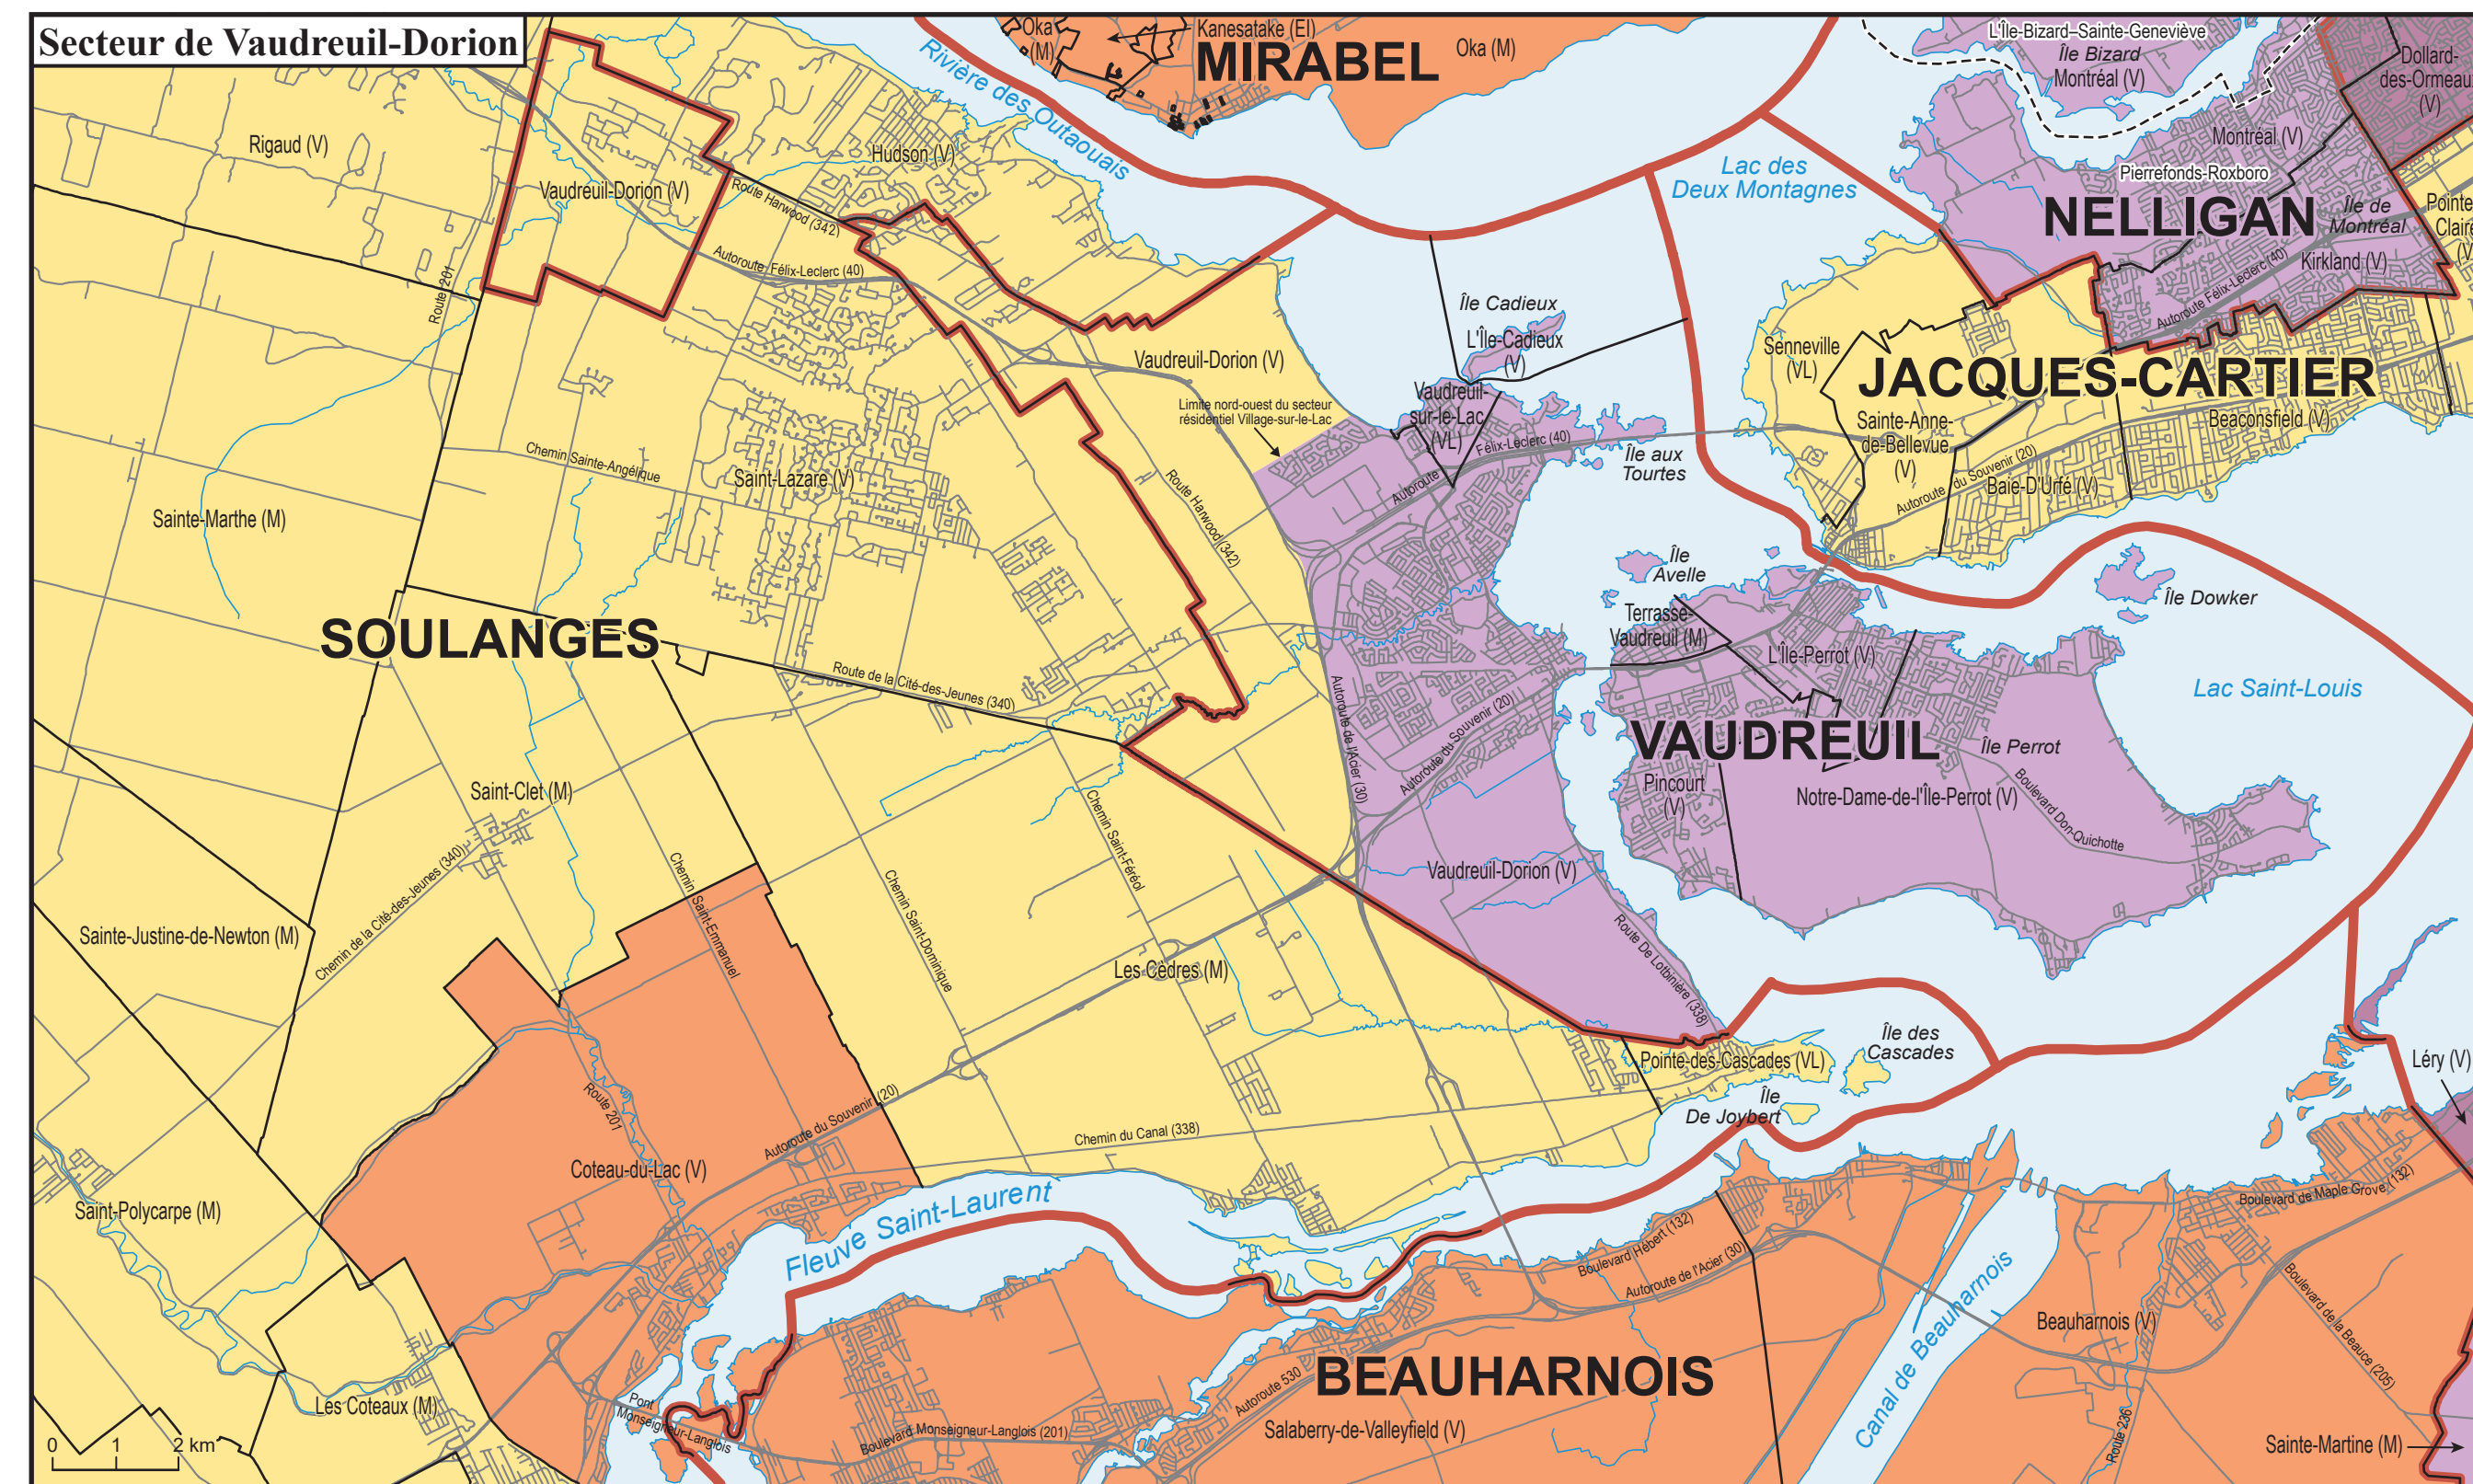 Secteur de Vaudreuil-Dorion
Oka
(M)
Kanesatake (EI)
MIRABEL
Oka (M)
Rivière des Outaouais
L'Île-Bizard–Sainte-Geneviève
Île Bizard
Montréal (V)
Dollard-
des-Ormeaux
(V)
Rigaud (V)
Hudson (V)
Vaudreuil-Dorion (V)
Route Harwood (342)
Autoroute Félix-Leclerc (40)
Route 201
Lac des
Deux Montagnes
Montréal (V)
Pierrefonds-Roxboro
NELLIGAN
Île de
Montréal
Pointe-
Claire
(V)
Kirkland (V)
Autoroute Félix-Leclerc (40)
Île Cadieux
L'Île-Cadieux
(V)
Vaudreuil-Dorion (V)
Limite nord-ouest du secteur
résidentiel Village-sur-le-Lac
Vaudreuil-
sur-le-Lac
(VL)
Autoroute
Félix-Leclerc (40)
Île aux
Tourtes
Senneville
(VL)
JACQUES-CARTIER
Sainte-Anne-
de-Bellevue
(V)
Beaconsfield (V)
Autoroute du Souvenir (20)
Baie-D'Urfé (V)
Chemin Sainte-Angélique
Saint-Lazare (V)
Route Harwood (342)
Sainte-Marthe (M)
SOULANGES
Route de la Cité-des-Jeunes (340)
Île
Avelle
Terrasse-
Vaudreuil (M)
L'Île-Perrot (V)
Île Dowker
Lac Saint-Louis
VAUDREUIL
Île Perrot
Pincourt
(V)
Notre-Dame-de-l'Île-Perrot (V)
Boulevard Don-Quichotte
Autoroute de l'Acier (30)
Autoroute du Souvenir (20)
Saint-Clet (M)
Chemin Saint-Féréol
Chemin de la Cité-des-Jeunes (340)
Chemin Saint-Emmanuel
Chemin Saint-Dominique
Vaudreuil-Dorion (V)
Route De Lotbinière (338)
Sainte-Justine-de-Newton (M)
Les Cèdres (M)
Pointe-des-Cascades (VL)
Île des
Cascades
Île
De Joybert
Léry (V)
Route 201
Autoroute du Souvenir (20)
Chemin du Canal (338)
Coteau-du-Lac (V)
Saint-Polycarpe (M)
Fleuve Saint-Laurent
Boulevard Hébert (132)
Autoroute de l'Acier (30)
Boulevard de Maple Grove (132)
Canal de Beauharnois
Beauharnois (V)
Boulevard de la Beauce (205)
BEAUHARNOIS
Autoroute 530
Les Coteaux (M)
Pont
Monseigneur-Langlois
Boulevard Monseigneur-Langlois (201)
Salaberry-de-Valleyfield (V)
Route 236
Sainte-Martine (M)
0 1 2 km